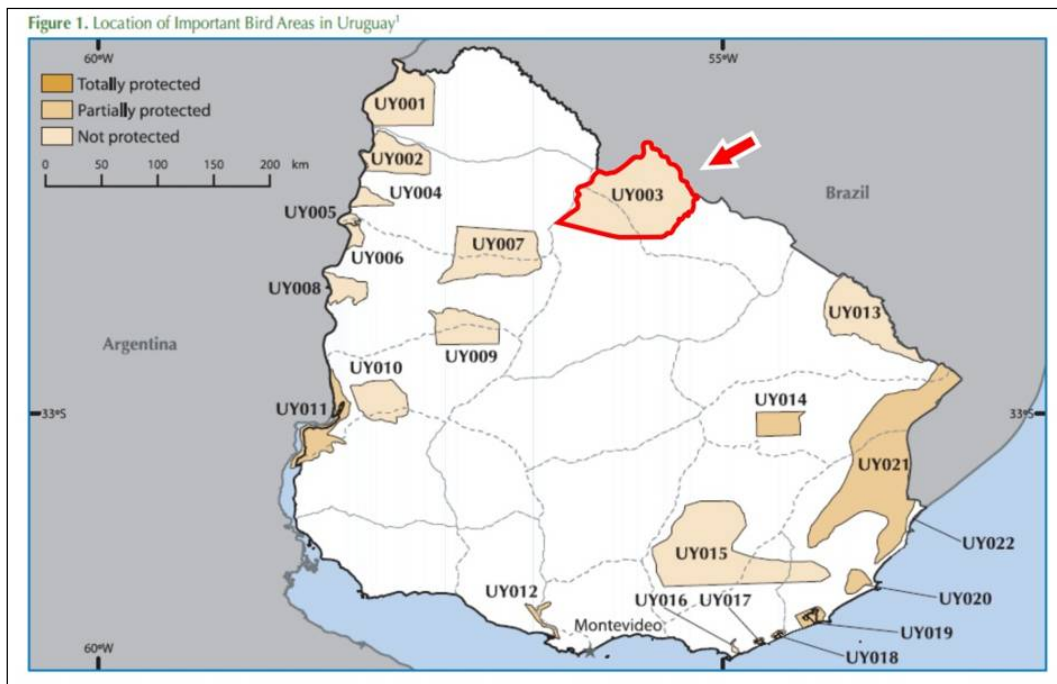 Figure 1. Location of Important Bird Areas in Uruguay¹
60ºW
55ºW
Totally protected
Partially protected
Not protected
0 50 100 150 200 km
UY001
UY002
UY003
Brazil
UY004
UY005
UY006
UY007
UY008
UY013
Argentina
UY009
UY010
UY011
UY014
33ºS
33ºS
UY021
UY015
UY022
UY012
UY016
UY017
UY020
Montevideo
UY019
UY018
60ºW
55ºW